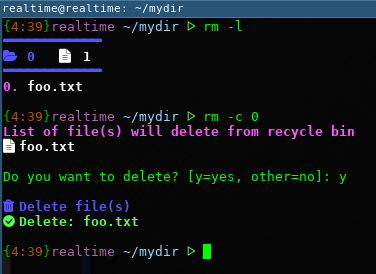 realtime@realtime: ~/mydir
{4:39}realtime ~/mydir ▷ rm -l
0 1
0. foo.txt
{4:39}realtime ~/mydir ▷ rm -c 0
List of file(s) will delete from recycle bin
foo.txt
Do you want to delete? [y=yes, other=no]: y
Delete file(s)
Delete: foo.txt
{4:39}realtime ~/mydir ▷